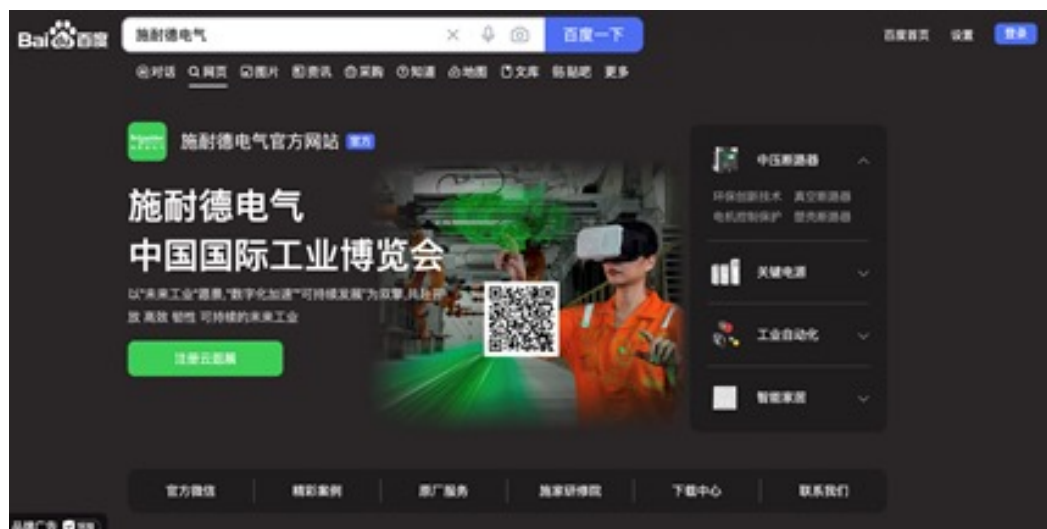 Bai百度
施耐德电气
百度一下
百度首页 设置 登录
对话 网页 图片 资讯 采购 知道 地图 文库 贴吧 更多
施耐德电气官方网站 官方
施耐德电气
中国国际工业博览会
以“未来工业”愿景,“数字化加速”“可持续发展”为双擎,共赴开
放 高效 韧性 可持续的未来工业
注册云逛展
中压断路器
环保创新技术 真空断路器
电机控制保护 塑壳断路器
关键电源
工业自动化
智能家居
官方微信 精彩案例 原厂服务 施家研修院 下载中心 联系我们
品牌广告